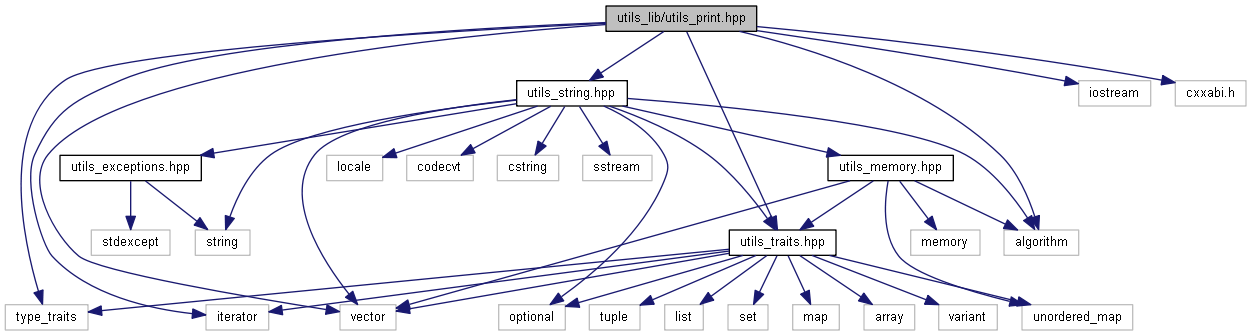 utils_lib/utils_print.hpp
utils_string.hpp
iostream
cxxabi.h
utils_exceptions.hpp
locale
codecvt
cstring
sstream
utils_memory.hpp
stdexcept
string
utils_traits.hpp
memory
algorithm
type_traits
iterator
vector
optional
tuple
list
set
map
array
variant
unordered_map